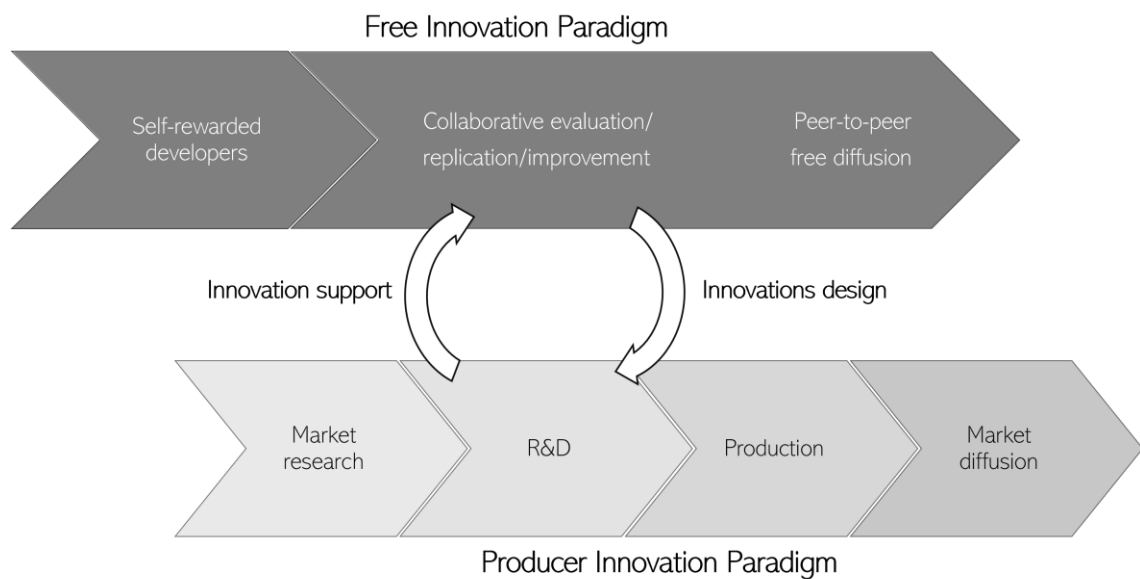 Free Innovation Paradigm
Self-rewarded
developers
Collaborative evaluation/
replication/improvement
Peer-to-peer
free diffusion
Innovation support
Innovations design
Market
research
R&D
Production
Market
diffusion
Producer Innovation Paradigm